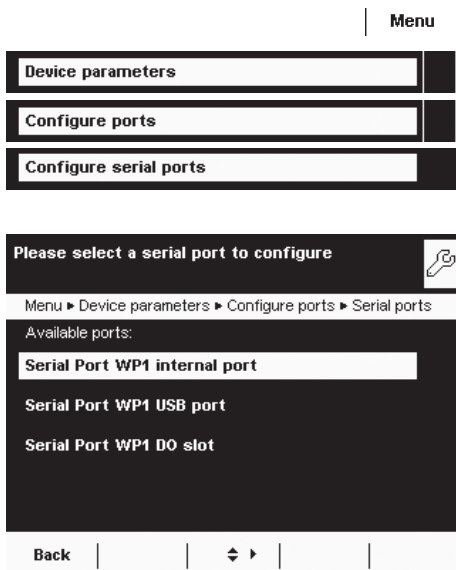 Menu
Device parameters
Configure ports
Configure serial ports
Please select a serial port to configure
Menu ▸ Device parameters ▸ Configure ports ▸ Serial ports
Available ports:
Serial Port WP1 internal port
Serial Port WP1 USB port
Serial Port WP1 DO slot
Back